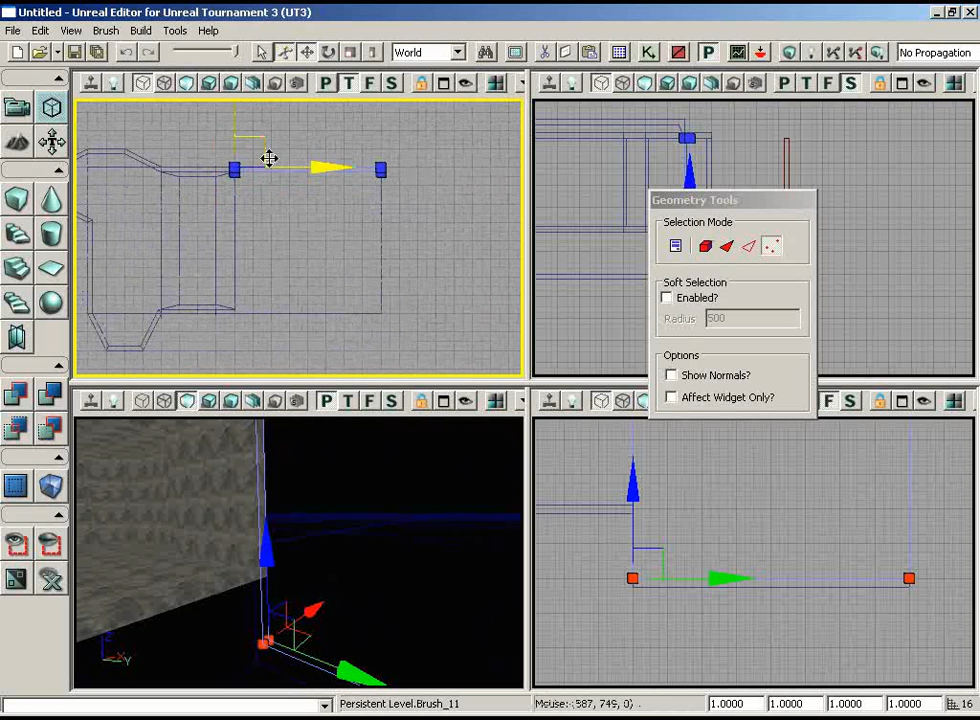 Untitled - Unreal Editor for Unreal Tournament 3 (UT3)
File Edit View Brush Build Tools Help
World
P
No Propagation
P T F S
P T F S
Geometry Tools
Selection Mode
Soft Selection
Enabled?
Radius 500
Options
Show Normals?
Affect Widget Only?
P T F S
F S
Z
X
Y
Persistent Level.Brush_11
Mouse: (587, 749, 0)
1.0000
1.0000
1.0000
1.0000
16